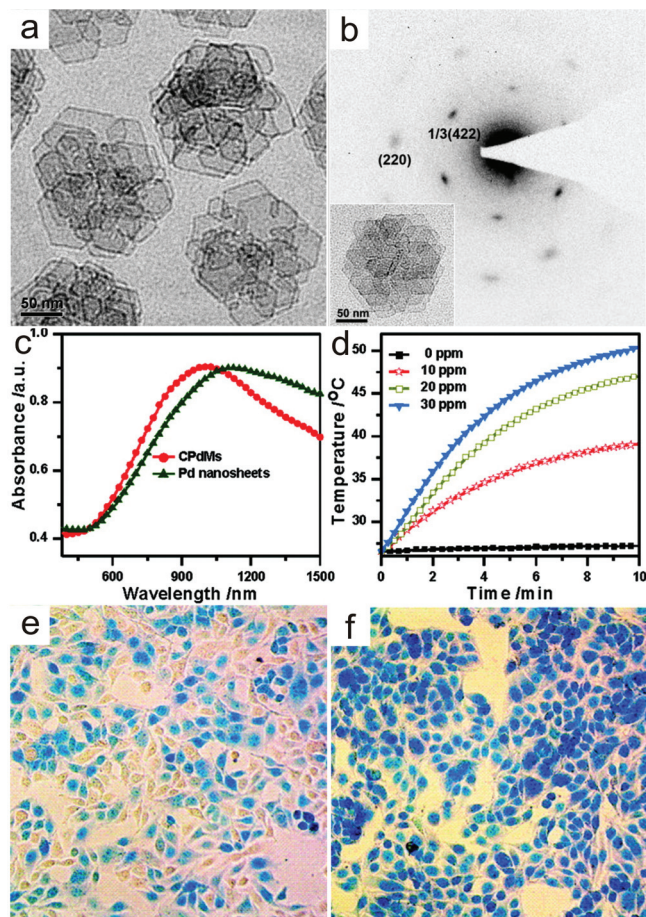 a
50 nm
b
1/3(422)
(220)
50 nm
c
Absorbance /a.u.
1.0
0.8
0.6
0.4
CPdMs
Pd nanosheets
600 900 1200 1500
Wavelength /nm
d
Temperature /°C
50
45
40
35
30
0 ppm
10 ppm
20 ppm
30 ppm
0 2 4 6 8 10
Time /min
e
f